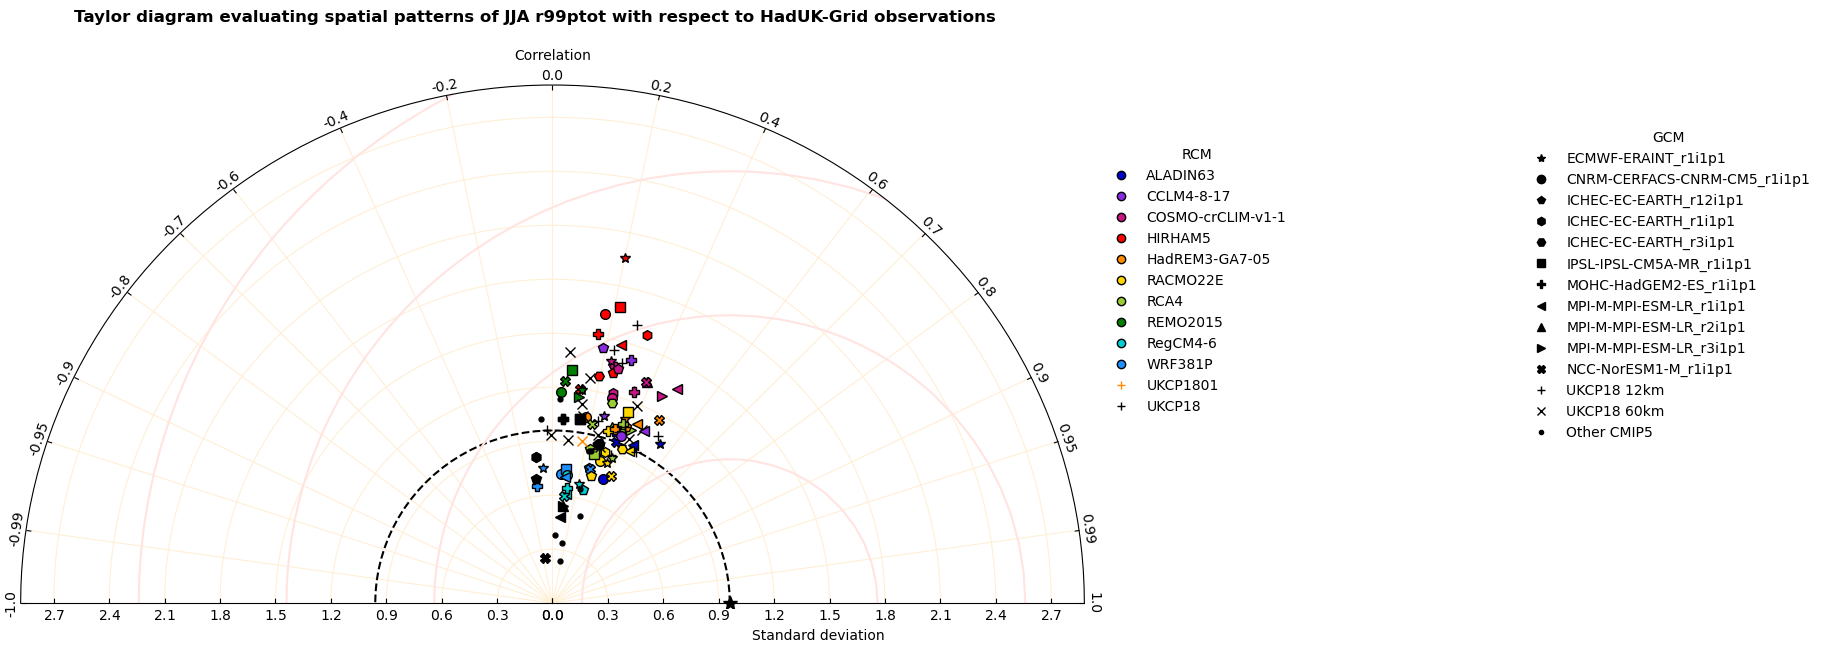 Taylor diagram evaluating spatial patterns of JJA r99ptot with respect to HadUK-Grid observations
Correlation
0.0
-0.2
0.2
-0.4
0.4
-0.6
0.6
-0.7
0.7
-0.8
0.8
-0.9
0.9
-0.95
0.95
-0.99
0.99
-1.0
1.0
2.7 2.4 2.1 1.8 1.5 1.2 0.9 0.6 0.3 0.0 0.0 0.3 0.6 0.9 1.2 1.5 1.8 2.1 2.4 2.7
Standard deviation
RCM
ALADIN63
CCLM4-8-17
COSMO-crCLIM-v1-1
HIRHAM5
HadREM3-GA7-05
RACMO22E
RCA4
REMO2015
RegCM4-6
WRF381P
UKCP1801
UKCP18
GCM
ECMWF-ERAINT_r1i1p1
CNRM-CERFACS-CNRM-CM5_r1i1p1
ICHEC-EC-EARTH_r12i1p1
ICHEC-EC-EARTH_r1i1p1
ICHEC-EC-EARTH_r3i1p1
IPSL-IPSL-CM5A-MR_r1i1p1
MOHC-HadGEM2-ES_r1i1p1
MPI-M-MPI-ESM-LR_r1i1p1
MPI-M-MPI-ESM-LR_r2i1p1
MPI-M-MPI-ESM-LR_r3i1p1
NCC-NorESM1-M_r1i1p1
UKCP18 12km
UKCP18 60km
Other CMIP5